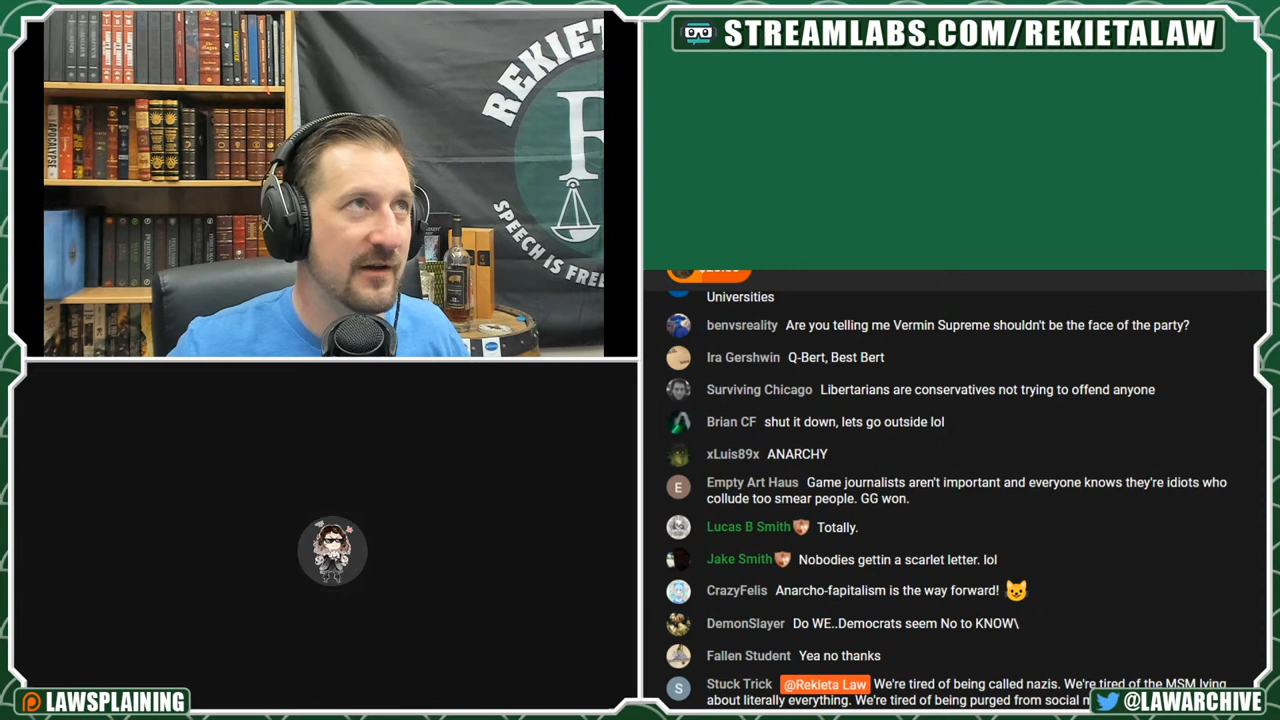 STREAMLABS.COM/REKIETALAW
REKIET
R
SPEECH IS FREE
APOCALYPSE
Universities
benvsreality Are you telling me Vermin Supreme shouldn't be the face of the party?
Ira Gershwin Q-Bert, Best Bert
Surviving Chicago Libertarians are conservatives not trying to offend anyone
Brian CF shut it down, lets go outside lol
xLuis89x ANARCHY
E Empty Art Haus Game journalists aren't important and everyone knows they're idiots who
collude too smear people. GG won.
Lucas B Smith Totally.
Jake Smith Nobodies gettin a scarlet letter. lol
CrazyFelis Anarcho-fapitalism is the way forward!
DemonSlayer Do WE..Democrats seem No to KNOW\
Fallen Student Yea no thanks
S Stuck Trick @Rekieta Law We're tired of being called nazis. We're tired of the MSM lying
about literally everything. We're tired of being purged from social
LAWSPLAINING
@LAWARCHIVE